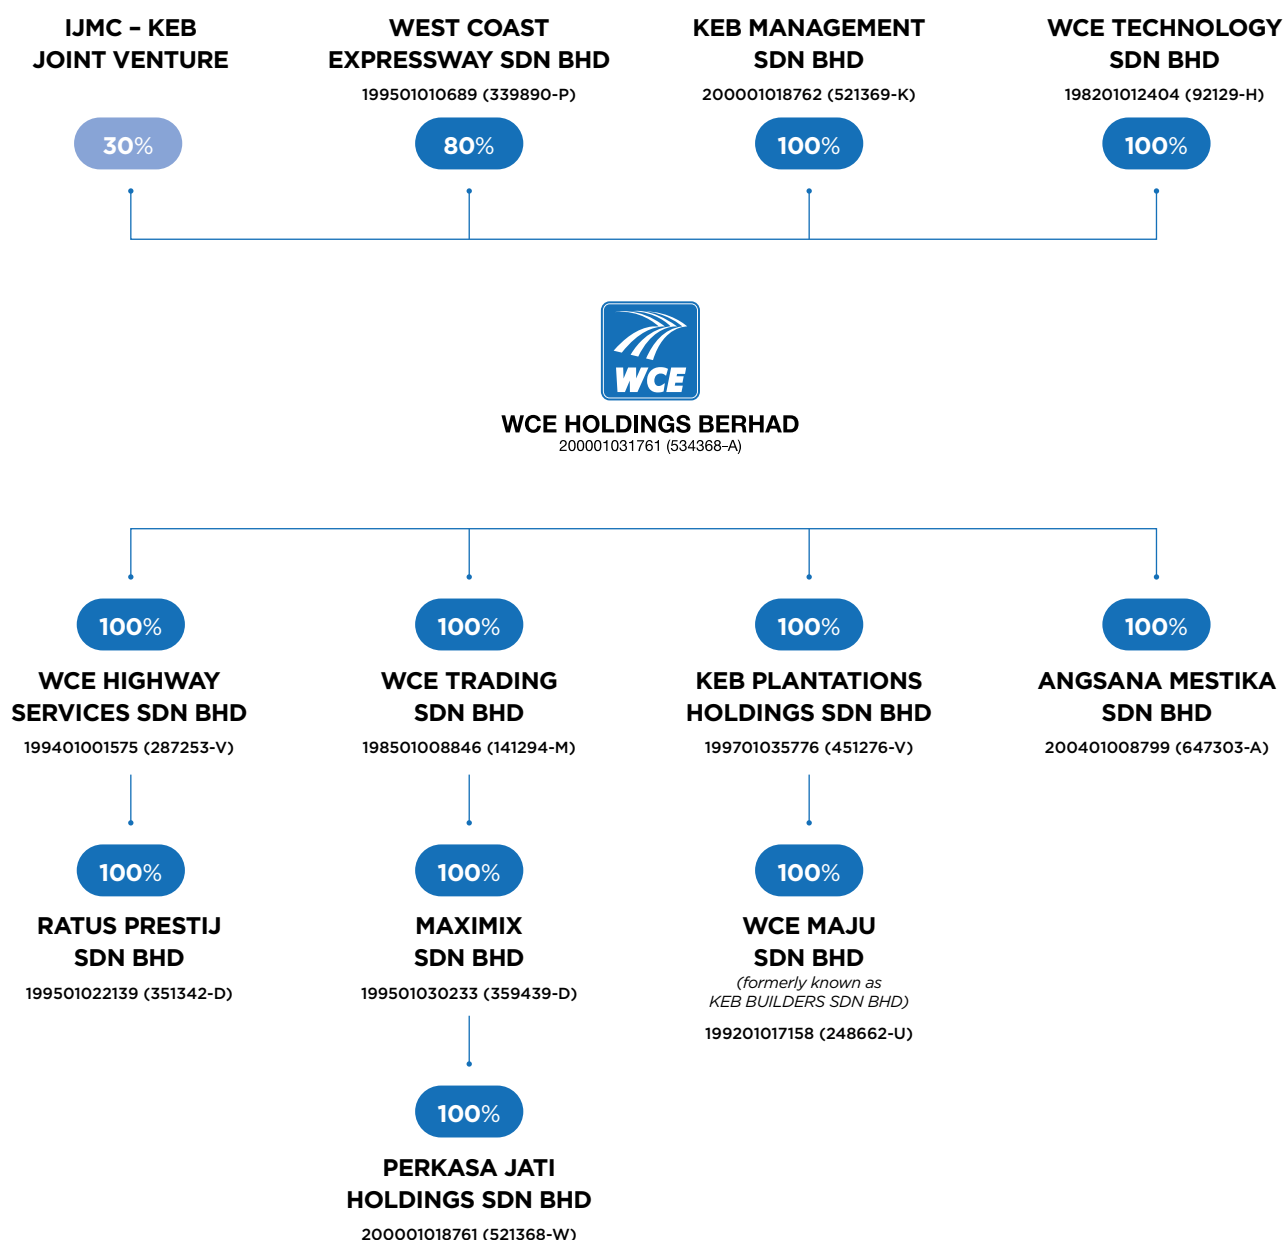 IJMC – KEB
JOINT VENTURE
30%
WEST COAST
EXPRESSWAY SDN BHD
199501010689 (339890-P)
80%
KEB MANAGEMENT
SDN BHD
200001018762 (521369-K)
100%
WCE TECHNOLOGY
SDN BHD
198201012404 (92129-H)
100%
WCE
WCE HOLDINGS BERHAD
200001031761 (534368-A)
100%
WCE HIGHWAY
SERVICES SDN BHD
199401001575 (287253-V)
100%
WCE TRADING
SDN BHD
198501008846 (141294-M)
100%
KEB PLANTATIONS
HOLDINGS SDN BHD
199701035776 (451276-V)
100%
ANGSANA MESTIKA
SDN BHD
200401008799 (647303-A)
100%
RATUS PRESTIJ
SDN BHD
199501022139 (351342-D)
100%
MAXIMIX
SDN BHD
199501030233 (359439-D)
100%
WCE MAJU
SDN BHD
(formerly known as
KEB BUILDERS SDN BHD)
199201017158 (248662-U)
100%
PERKASA JATI
HOLDINGS SDN BHD
200001018761 (521368-W)